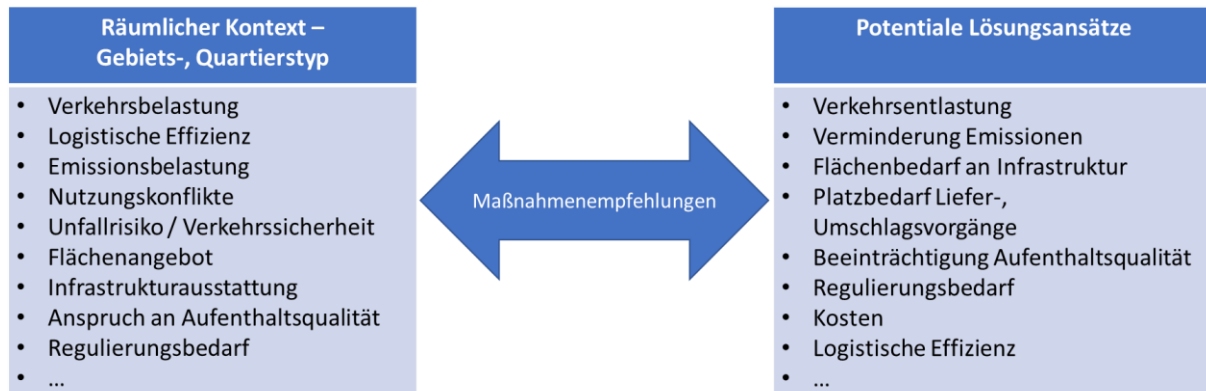 Räumlicher Kontext –
Gebiets-, Quartierstyp
• Verkehrsbelastung
• Logistische Effizienz
• Emissionsbelastung
• Nutzungskonflikte
• Unfallrisiko / Verkehrssicherheit
• Flächenangebot
• Infrastrukturausstattung
• Anspruch an Aufenthaltsqualität
• Regulierungsbedarf
• ...
Maßnahmenempfehlungen
Potentiale Lösungsansätze
• Verkehrsentlastung
• Verminderung Emissionen
• Flächenbedarf an Infrastruktur
• Platzbedarf Liefer-,
Umschlagsvorgänge
• Beeinträchtigung Aufenthaltsqualität
• Regulierungsbedarf
• Kosten
• Logistische Effizienz
• ...